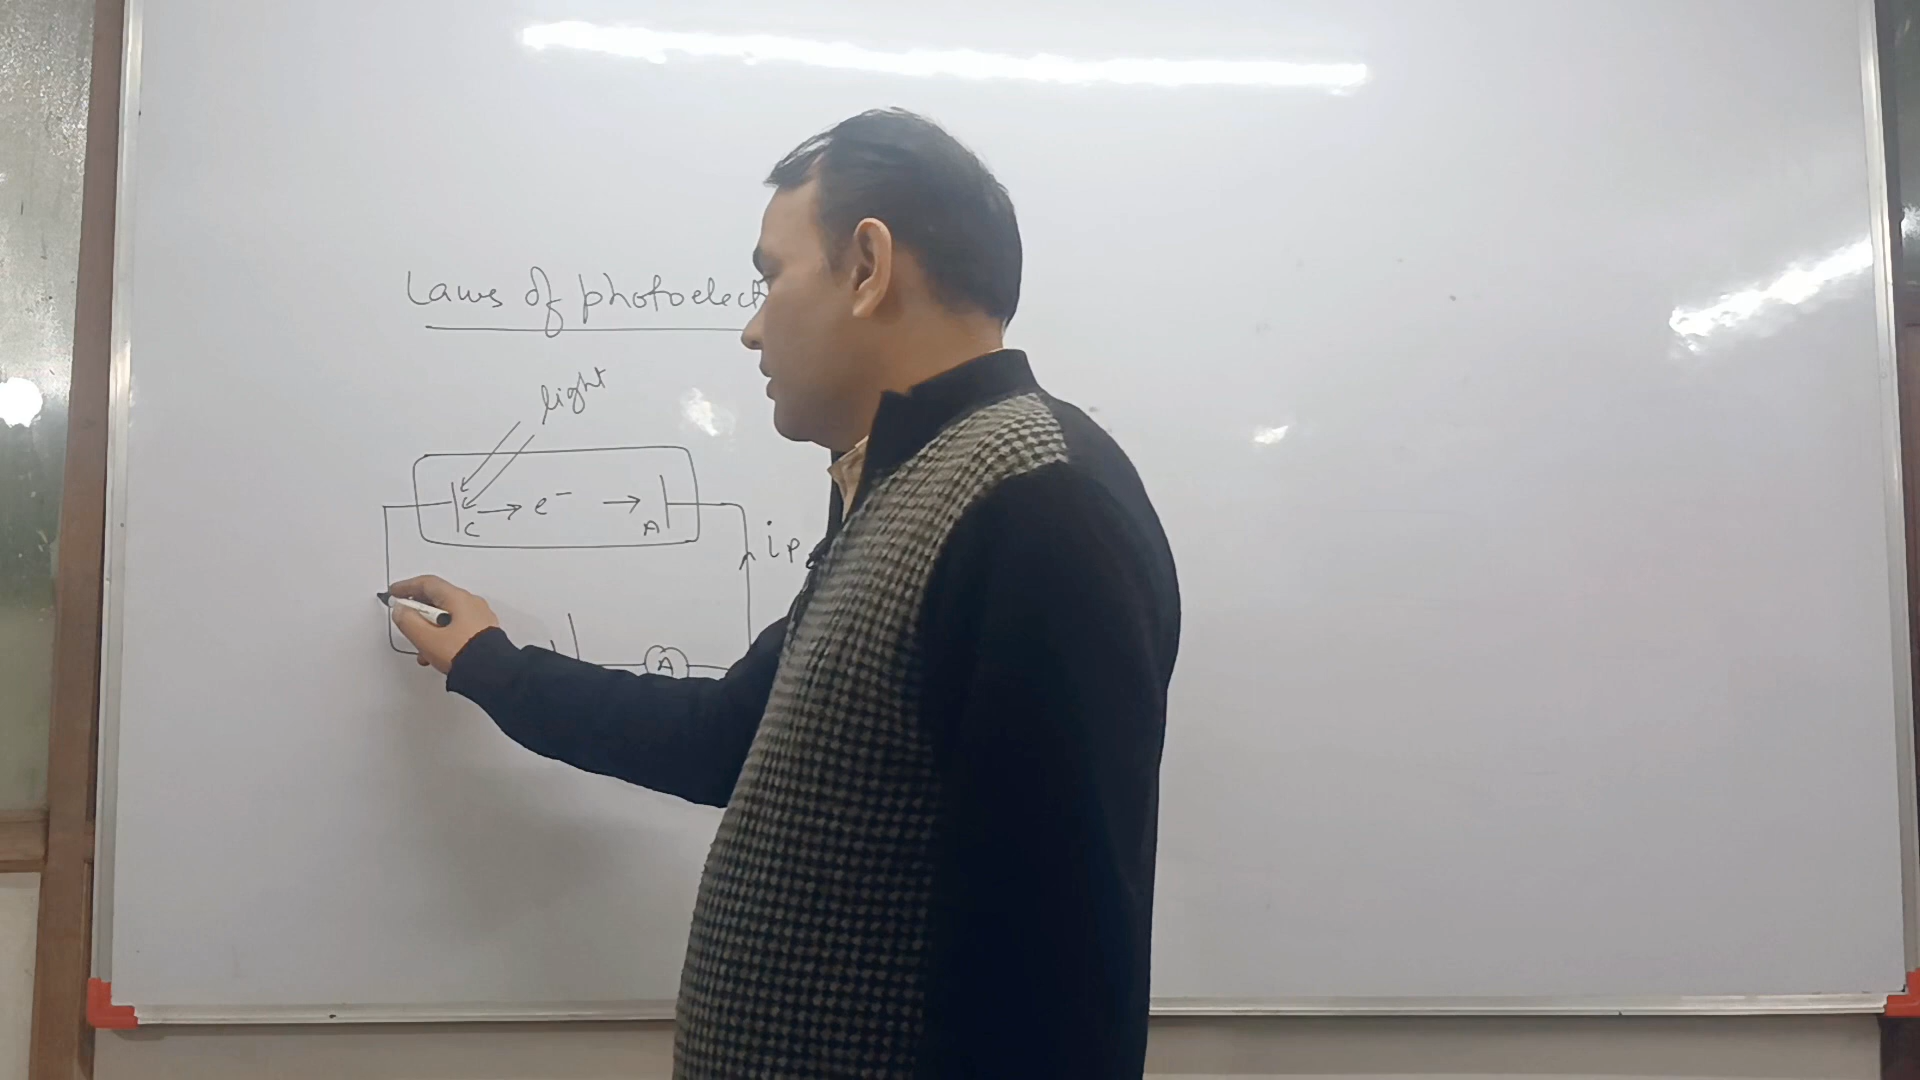 Laws of photoelect
light
C → e⁻ → A
ip
A